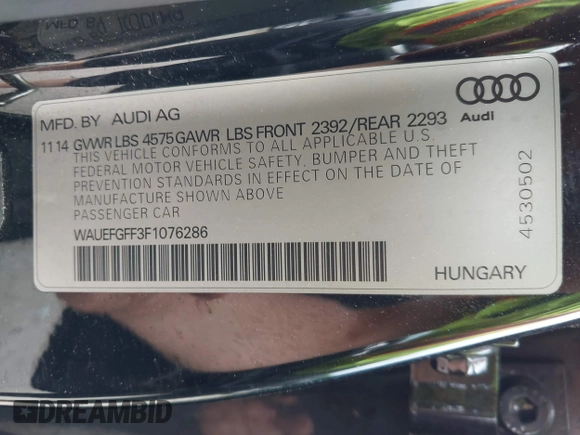 MFD. BY AUDI AG
11 14 GVWR LBS 4575 GAWR LBS FRONT 2392/REAR 2293
THIS VEHICLE CONFORMS TO ALL APPLICABLE U.S.
FEDERAL MOTOR VEHICLE SAFETY, BUMPER AND THEFT
PREVENTION STANDARDS IN EFFECT ON THE DATE OF
MANUFACTURE SHOWN ABOVE
PASSENGER CAR
WAUEFGFF3F1076286
Audi
4530502
HUNGARY
DREAMBID